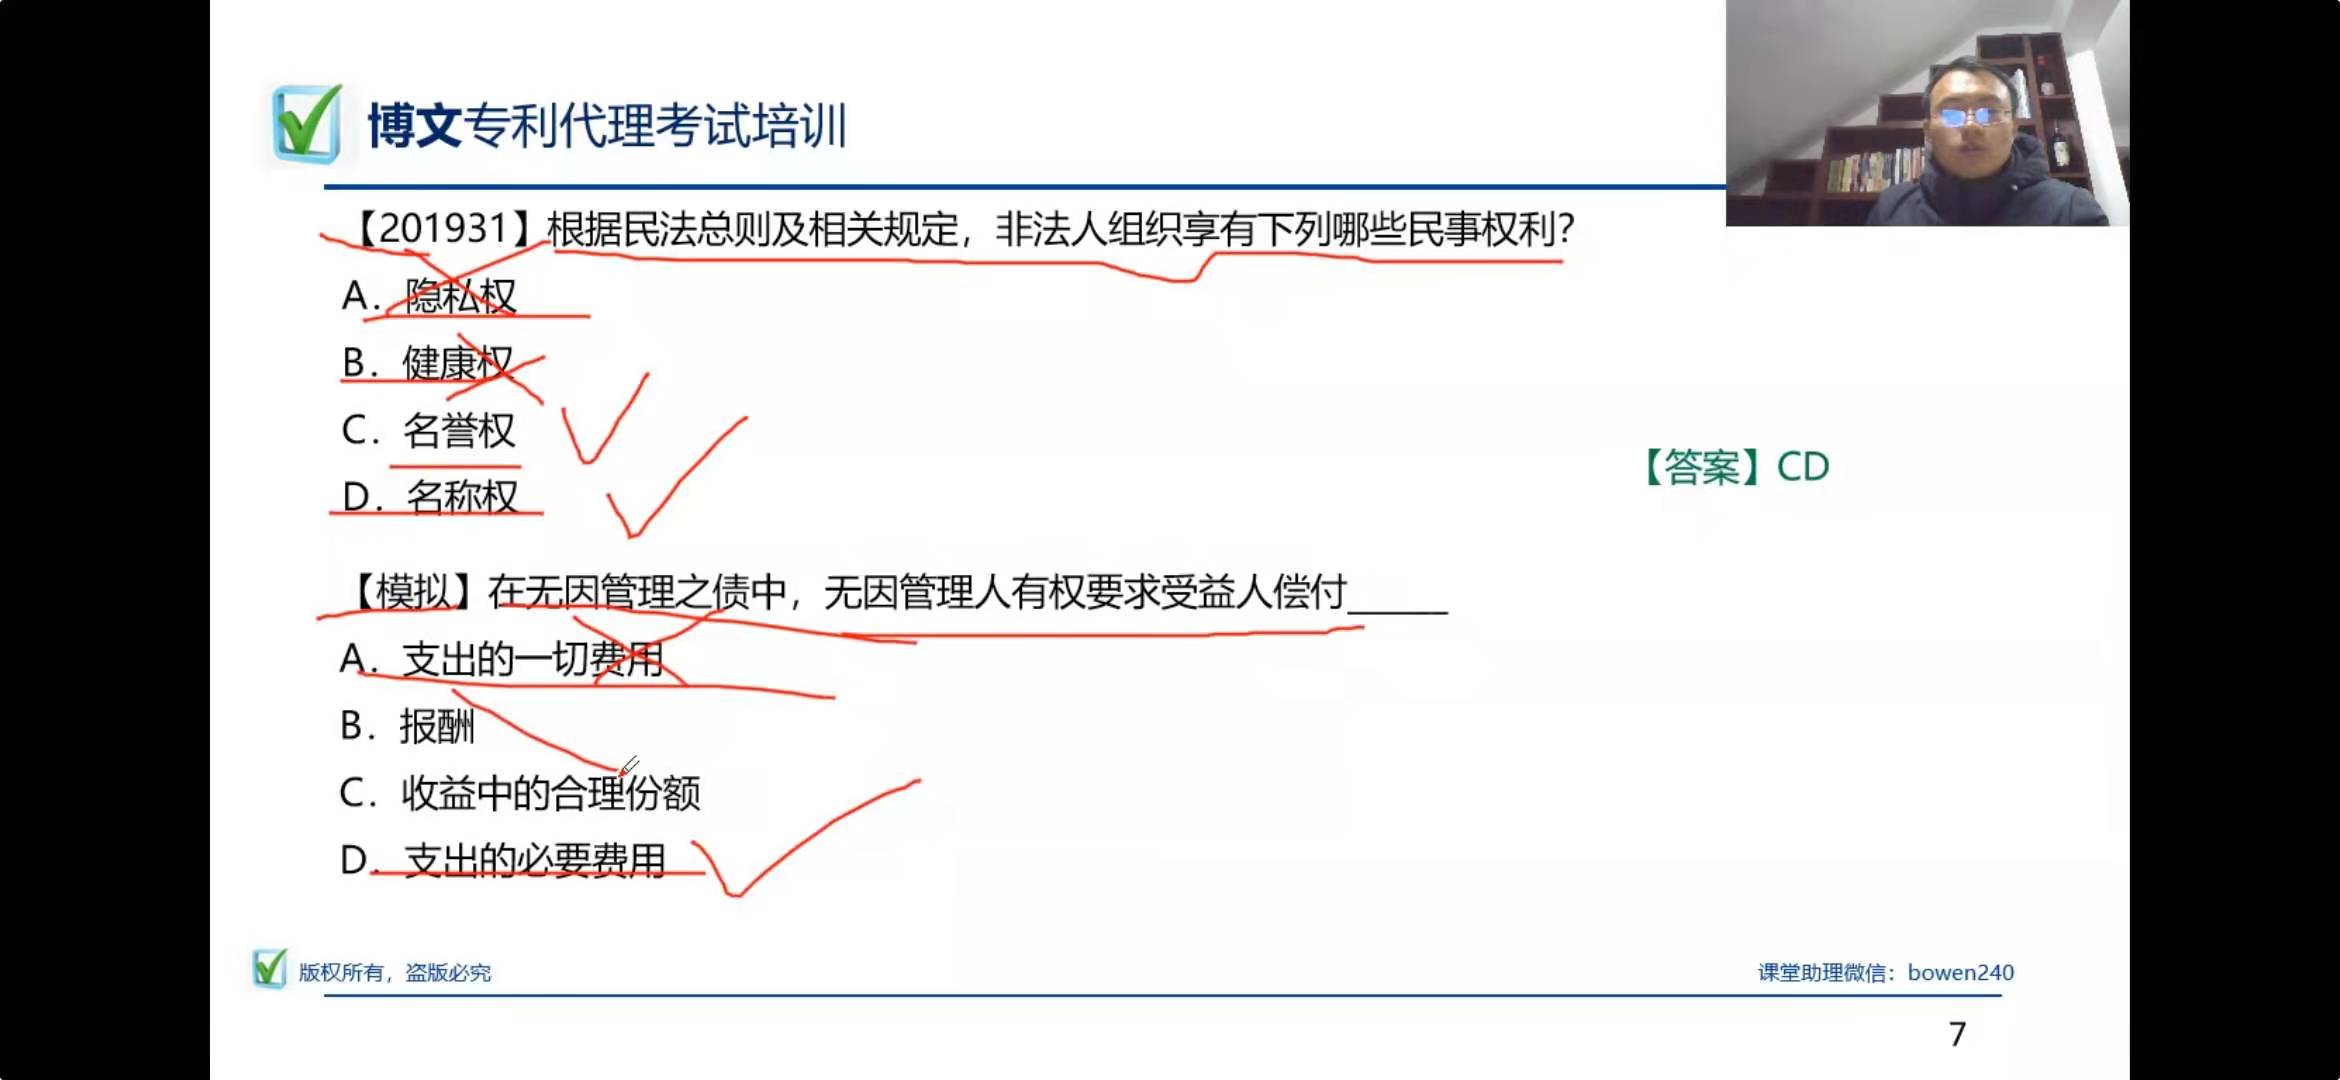 博文专利代理考试培训
【201931】根据民法总则及相关规定，非法人组织享有下列哪些民事权利？
A．隐私权
B．健康权
C．名誉权
D．名称权
【答案】CD
【模拟】在无因管理之债中，无因管理人有权要求受益人偿付_____
A．支出的一切费用
B．报酬
C．收益中的合理份额
D．支出的必要费用
版权所有，盗版必究
课堂助理微信：bowen240
7